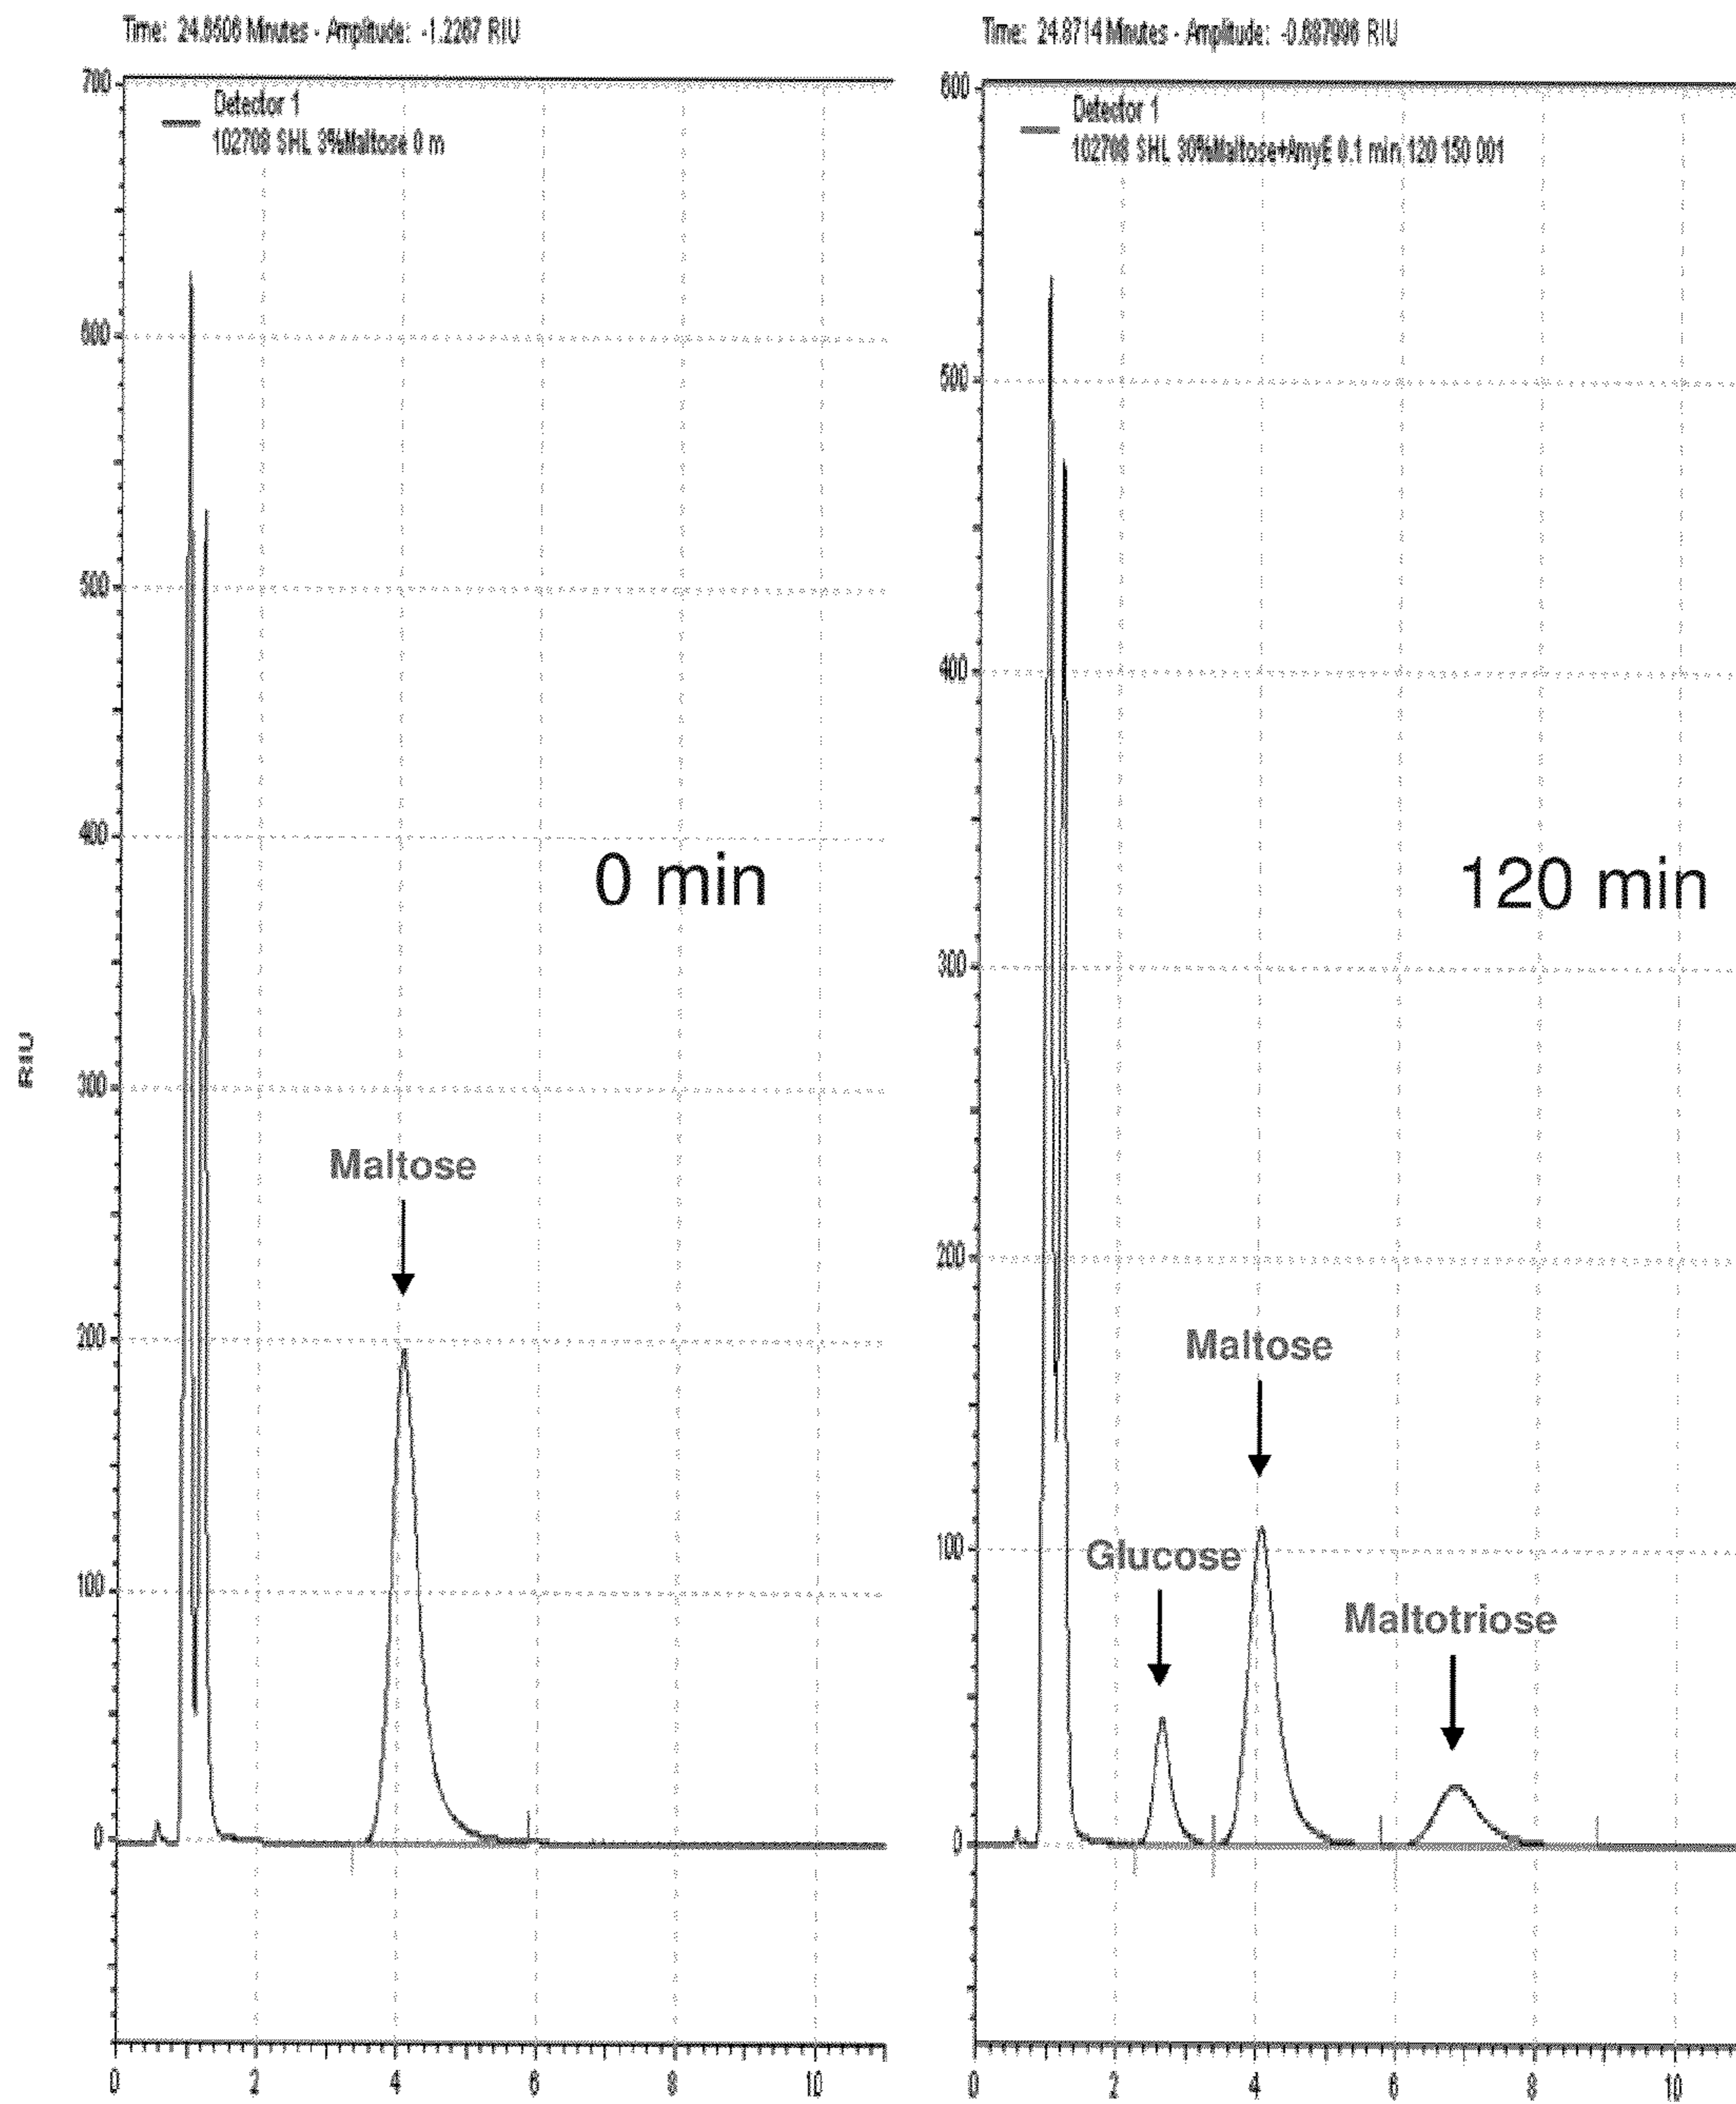 Time: 24.6506 Minutes - Amplitude: -1.2267 RIU
700
Detector 1
102708 SHL 3%Maltose 0 m
600
500
400
0 min
RIU
300
Maltose
200
100
0
0 2 4 6 8 10
Time: 24.8714 Minutes - Amplitude: -0.687996 RIU
600
Detector 1
102708 SHL 30%Maltose+AmyE 0.1 min 120 150 001
500
400
120 min
300
200
Maltose
100
Glucose
Maltotriose
0
0 2 4 6 8 10